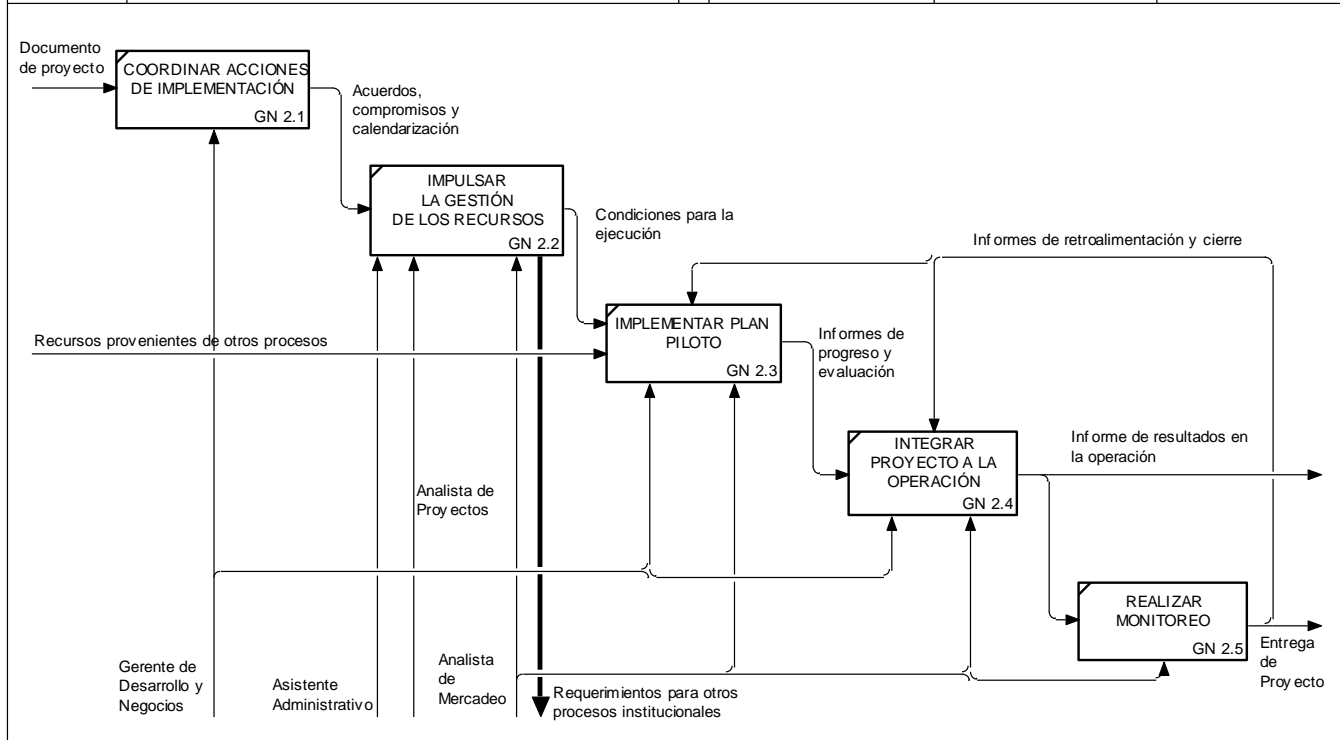 Documento
de proyecto
COORDINAR ACCIONES
DE IMPLEMENTACIÓN
GN 2.1
Acuerdos,
compromisos y
calendarización
IMPULSAR
LA GESTIÓN
DE LOS RECURSOS
GN 2.2
Condiciones para la
ejecución
Informes de retroalimentación y cierre
Recursos provenientes de otros procesos
IMPLEMENTAR PLAN
PILOTO
GN 2.3
Informes de
progreso y
evaluación
INTEGRAR
PROYECTO A LA
OPERACIÓN
GN 2.4
Informe de resultados en
la operación
Analista de
Proyectos
REALIZAR
MONITOREO
GN 2.5
Entrega
de
Proyecto
Gerente de
Desarrollo y
Negocios
Asistente
Administrativo
Analista
de
Mercadeo
Requerimientos para otros
procesos institucionales